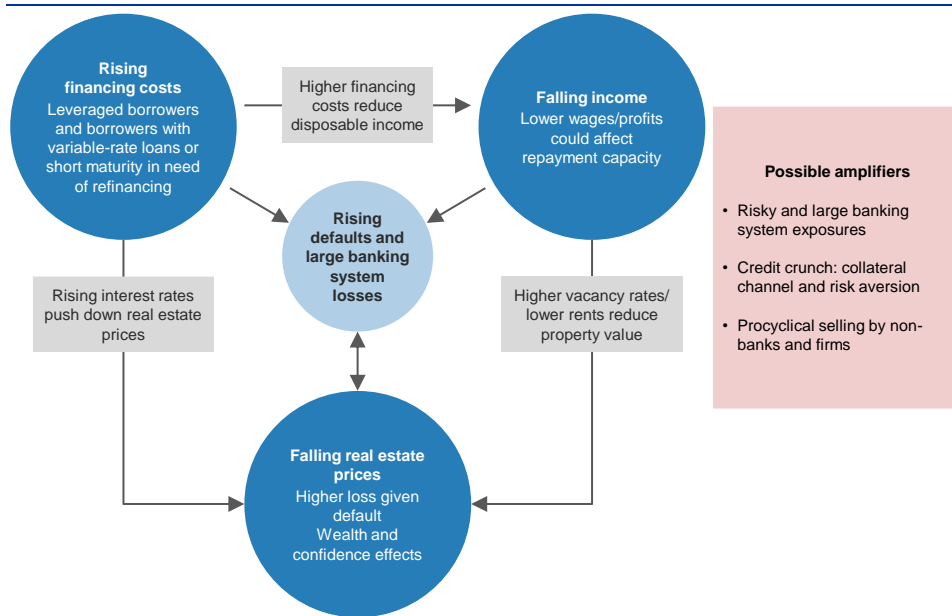 Rising
financing costs
Leveraged borrowers
and borrowers with
variable-rate loans or
short maturity in need
of refinancing
Higher financing
costs reduce
disposable income
Falling income
Lower wages/profits
could affect
repayment capacity
Rising
defaults and
large banking
system
losses
Rising interest rates
push down real estate
prices
Higher vacancy rates/
lower rents reduce
property value
Falling real estate
prices
Higher loss given
default
Wealth and
confidence effects
Possible amplifiers
• Risky and large banking
system exposures
• Credit crunch: collateral
channel and risk aversion
• Procyclical selling by non-
banks and firms